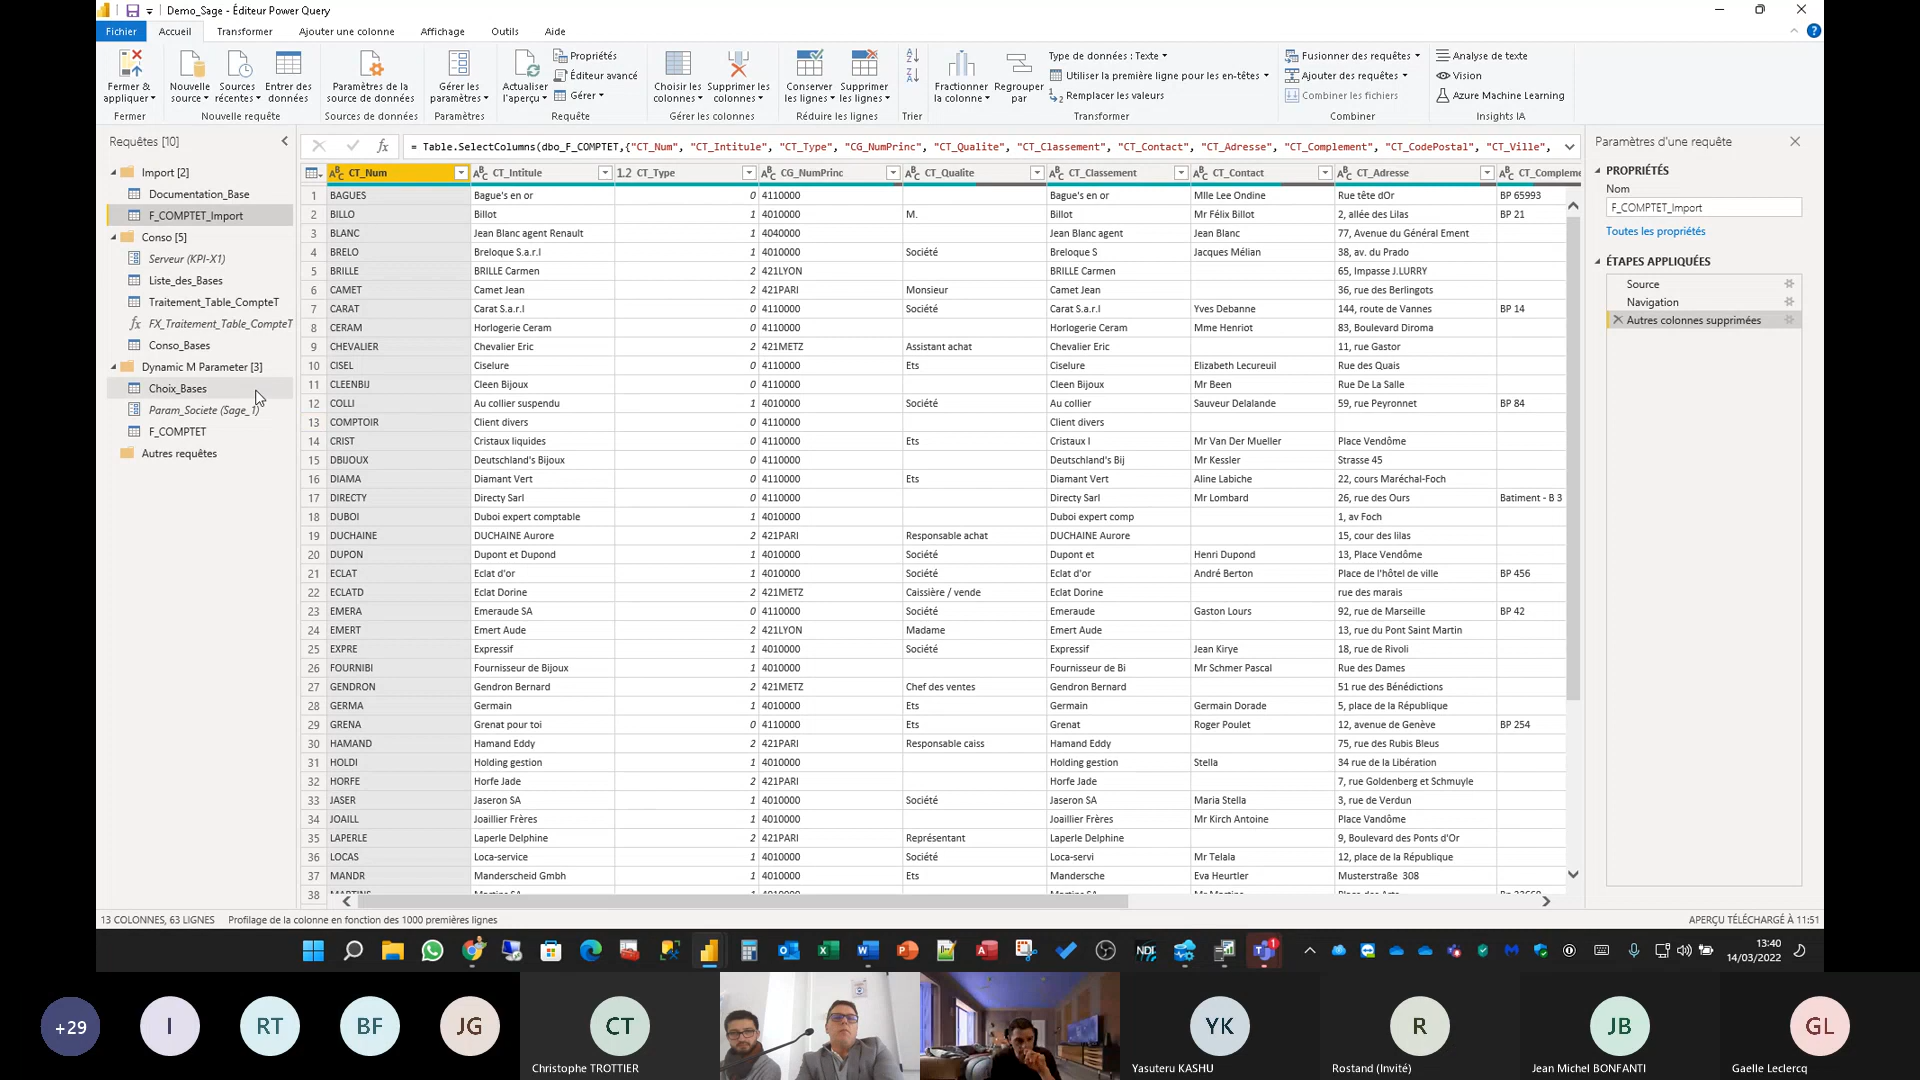 Demo_Sage - Éditeur Power Query
Fichier Accueil Transformer Ajouter une colonne Affichage Outils Aide
Fermer & appliquer
Nouvelle source
Sources récentes
Entrer des données
Paramètres de la source de données
Gérer les paramètres
Actualiser l'aperçu
Propriétés
Éditeur avancé
Gérer
Choisir les colonnes
Supprimer les colonnes
Conserver les lignes
Supprimer les lignes
Fractionner la colonne
Regrouper par
Type de données : Texte
Utiliser la première ligne pour les en-têtes
Remplacer les valeurs
Fusionner des requêtes
Ajouter des requêtes
Combiner les fichiers
Analyse de texte
Vision
Azure Machine Learning
Fermer Nouvelle requête Sources de données Paramètres Requête Gérer les colonnes Réduire les lignes Trier Transformer Combiner Insights IA
Requêtes [10]
Import [2]
Documentation_Base
F_COMPTET_Import
Conso [5]
Serveur (KPI-X1)
Liste_des_Bases
Traitement_Table_CompteT
FX_Traitement_Table_CompteT
Conso_Bases
Dynamic M Parameter [3]
Choix_Bases
Param_Societe (Sage_1)
F_COMPTET
Autres requêtes
= Table.SelectColumns(dbo_F_COMPTET,{"CT_Num", "CT_Intitule", "CT_Type", "CG_NumPrinc", "CT_Qualite", "CT_Classement", "CT_Contact", "CT_Adresse", "CT_Complement", "CT_CodePostal", "CT_Ville",
CT_Num CT_Intitule 1.2 CT_Type CG_NumPrinc CT_Qualite CT_Classement CT_Contact CT_Adresse CT_Compleme
1 BAGUES Bague's en or 0 4110000 Bague's en or Mlle Lee Ondine Rue tête dOr BP 65993
2 BILLO Billot 1 4010000 M. Billot Mr Félix Billot 2, allée des Lilas BP 21
3 BLANC Jean Blanc agent Renault 1 4040000 Jean Blanc agent Jean Blanc 77, Avenue du Général Ement
4 BRELO Breloque S.a.r.l 1 4010000 Société Breloque S Jacques Mélian 38, av. du Prado
5 BRILLE BRILLE Carmen 2 421LYON BRILLE Carmen 65, Impasse J.LURRY
6 CAMET Camet Jean 2 421PARI Monsieur Camet Jean 36, rue des Berlingots
7 CARAT Carat S.a.r.l 0 4110000 Société Carat S.a.r.l Yves Debanne 144, route de Vannes BP 14
8 CERAM Horlogerie Ceram 0 4110000 Horlogerie Ceram Mme Henriot 83, Boulevard Diroma
9 CHEVALIER Chevalier Eric 2 421METZ Assistant achat Chevalier Eric 11, rue Gastor
10 CISEL Ciselure 0 4110000 Ets Ciselure Elizabeth Lecureuil Rue des Quais
11 CLEENBIJ Cleen Bijoux 0 4110000 Cleen Bijoux Mr Been Rue De La Salle
12 COLLI Au collier suspendu 1 4010000 Société Au collier Sauveur Delalande 59, rue Peyronnet BP 84
13 COMPTOIR Client divers 0 4110000 Client divers
14 CRIST Cristaux liquides 0 4110000 Ets Cristaux l Mr Van Der Mueller Place Vendôme
15 DBIJOUX Deutschland's Bijoux 0 4110000 Deutschland's Bij Mr Kessler Strasse 45
16 DIAMA Diamant Vert 0 4110000 Ets Diamant Vert Aline Labiche 22, cours Maréchal-Foch
17 DIRECTY Directy Sarl 0 4110000 Directy Sarl Mr Lombard 26, rue des Ours Batiment - B 3
18 DUBOI Duboi expert comptable 1 4010000 Duboi expert comp 1, av Foch
19 DUCHAINE DUCHAINE Aurore 2 421PARI Responsable achat DUCHAINE Aurore 15, cour des lilas
20 DUPON Dupont et Dupond 1 4010000 Société Dupont et Henri Dupond 13, Place Vendôme
21 ECLAT Eclat d'or 1 4010000 Société Eclat d'or André Berton Place de l'hôtel de ville BP 456
22 ECLATD Eclat Dorine 2 421METZ Caissière / vende Eclat Dorine rue des marais
23 EMERA Emeraude SA 0 4110000 Société Emeraude Gaston Lours 92, rue de Marseille BP 42
24 EMERT Emert Aude 2 421LYON Madame Emert Aude 13, rue du Pont Saint Martin
25 EXPRE Expressif 1 4010000 Société Expressif Jean Kirye 18, rue de Rivoli
26 FOURNIBI Fournisseur de Bijoux 1 4010000 Fournisseur de Bi Mr Schmer Pascal Rue des Dames
27 GENDRON Gendron Bernard 2 421METZ Chef des ventes Gendron Bernard 51 rue des Bénédictions
28 GERMA Germain 1 4010000 Ets Germain Germain Dorade 5, place de la République
29 GRENA Grenat pour toi 0 4110000 Ets Grenat Roger Poulet 12, avenue de Genève BP 254
30 HAMAND Hamand Eddy 2 421PARI Responsable caiss Hamand Eddy 75, rue des Rubis Bleus
31 HOLDI Holding gestion 1 4010000 Holding gestion Stella 34 rue de la Libération
32 HORFE Horfe Jade 2 421PARI Horfe Jade 7, rue Goldenberg et Schmuyle
33 JASER Jaseron SA 1 4010000 Société Jaseron SA Maria Stella 3, rue de Verdun
34 JOAILL Joaillier Frères 1 4010000 Joaillier Frères Mr Kirch Antoine Place Vandôme
35 LAPERLE Laperle Delphine 2 421PARI Représentant Laperle Delphine 9, Boulevard des Ponts d'Or
36 LOCAS Loca-service 1 4010000 Société Loca-servi Mr Telala 12, place de la République
37 MANDR Manderscheid Gmbh 1 4010000 Ets Mandersche Eva Heurtler Musterstraße 308
38
Paramètres d'une requête
PROPRIÉTÉS
Nom
F_COMPTET_Import
Toutes les propriétés
ÉTAPES APPLIQUÉES
Source
Navigation
Autres colonnes supprimées
13 COLONNES, 63 LIGNES Profilage de la colonne en fonction des 1000 premières lignes APERÇU TÉLÉCHARGÉ À 11:51
13:40
14/03/2022
+29 I RT BF JG CT YK R JB GL
Christophe TROTTIER Yasuteru KASHU Rostand (Invité) Jean Michel BONFANTI Gaelle Leclercq